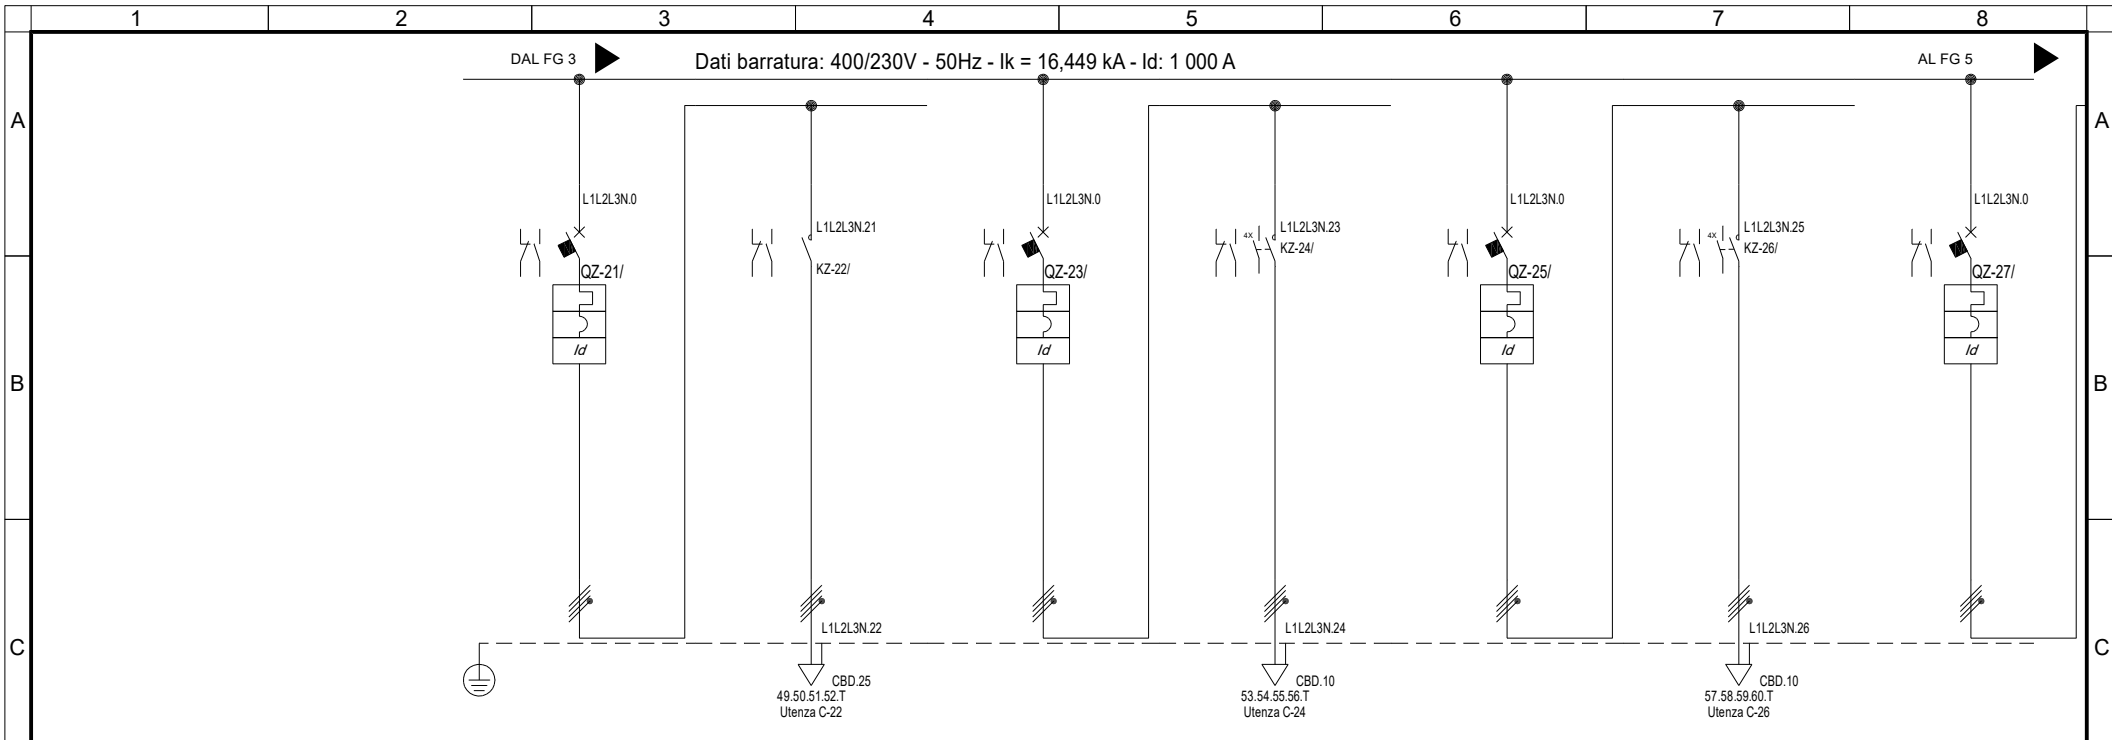 1 2 3 4 5 6 7 8
DAL FG 3 Dati barratura: 400/230V - 50Hz - Ik = 16,449 kA - Id: 1 000 A AL FG 5
A A
L1L2L3N.0 L1L2L3N.0 L1L2L3N.0 L1L2L3N.0
L1L2L3N.21 4X L1L2L3N.23 4X L1L2L3N.25
KZ-24/ KZ-26/
QZ-21/ KZ-22/ QZ-23/ QZ-25/ QZ-27/
Id Id Id Id
B B
L1L2L3N.22 L1L2L3N.24 L1L2L3N.26
C C
CBD.25 CBD.10 CBD.10
49.50.51.52.T 53.54.55.56.T 57.58.59.60.T
Utenza C-22 Utenza C-24 Utenza C-26